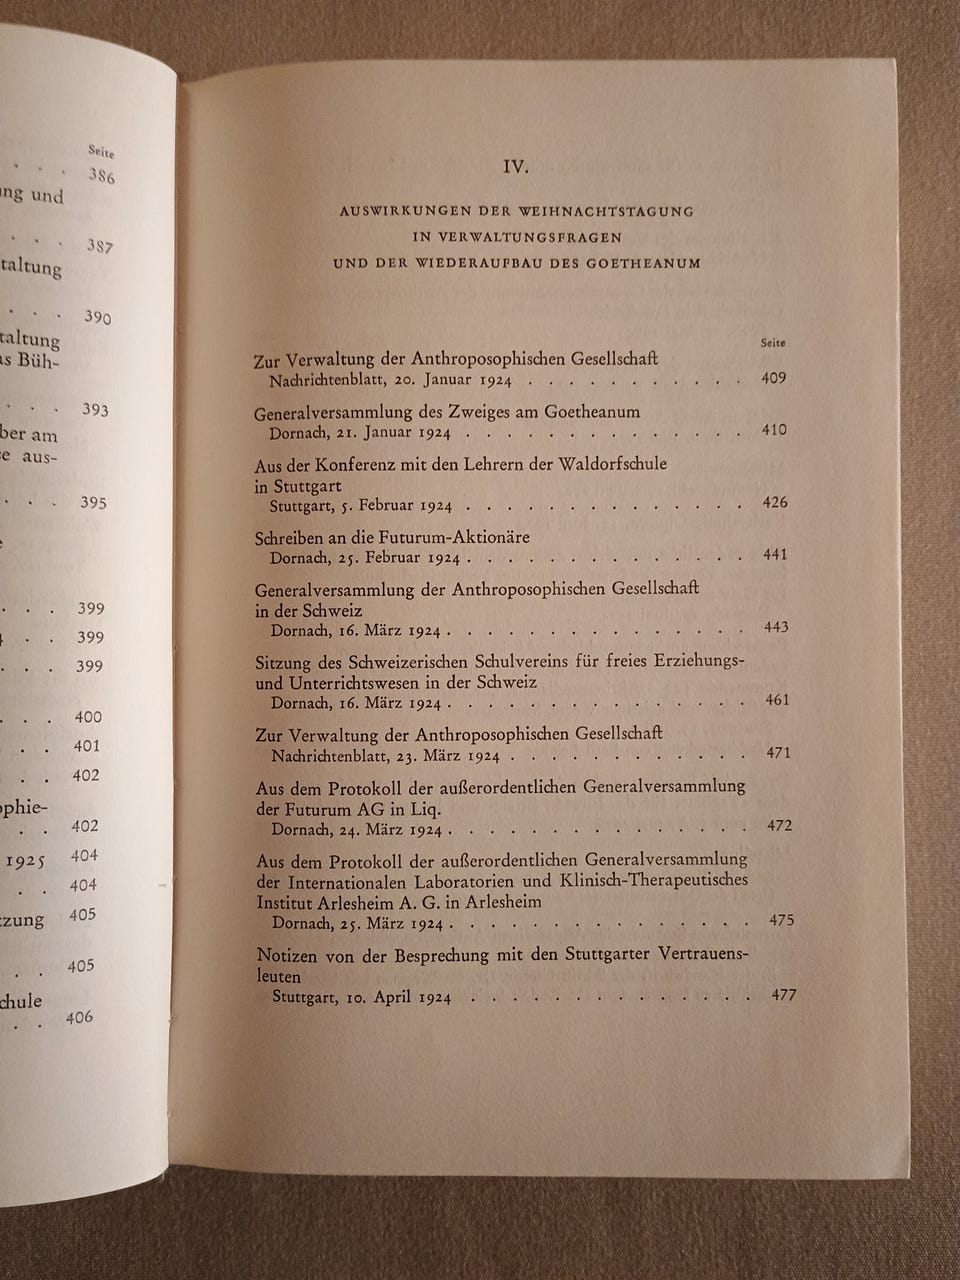 Seite
. . . 386
ung und
. . . 387
taltung
. . . 390
taltung
as Büh-
. . . 393
ber am
e aus-
. . . 395
e
. . . 399
4 . . 399
. . . 399
. . . 400
. . 401
. . 402
ophie-
. . 402
1925 404
. . 404
tzung 405
. . 405
chule
. . 406
IV.
AUSWIRKUNGEN DER WEIHNACHTSTAGUNG
IN VERWALTUNGSFRAGEN
UND DER WIEDERAUFBAU DES GOETHEANUM
Seite
Zur Verwaltung der Anthroposophischen Gesellschaft
Nachrichtenblatt, 20. Januar 1924 . . . . . . . . . . . 409
Generalversammlung des Zweiges am Goetheanum
Dornach, 21. Januar 1924 . . . . . . . . . . . . . . 410
Aus der Konferenz mit den Lehrern der Waldorfschule
in Stuttgart
Stuttgart, 5. Februar 1924 . . . . . . . . . . . . . . 426
Schreiben an die Futurum-Aktionäre
Dornach, 25. Februar 1924 . . . . . . . . . . . . . . 441
Generalversammlung der Anthroposophischen Gesellschaft
in der Schweiz
Dornach, 16. März 1924 . . . . . . . . . . . . . . . 443
Sitzung des Schweizerischen Schulvereins für freies Erziehungs-
und Unterrichtswesen in der Schweiz
Dornach, 16. März 1924 . . . . . . . . . . . . . . . 461
Zur Verwaltung der Anthroposophischen Gesellschaft
Nachrichtenblatt, 23. März 1924 . . . . . . . . . . . . 471
Aus dem Protokoll der außerordentlichen Generalversammlung
der Futurum AG in Liq.
Dornach, 24. März 1924 . . . . . . . . . . . . . . . 472
Aus dem Protokoll der außerordentlichen Generalversammlung
der Internationalen Laboratorien und Klinisch-Therapeutisches
Institut Arlesheim A. G. in Arlesheim
Dornach, 25. März 1924 . . . . . . . . . . . . . . . 475
Notizen von der Besprechung mit den Stuttgarter Vertrauens-
leuten
Stuttgart, 10. April 1924 . . . . . . . . . . . . . . 477